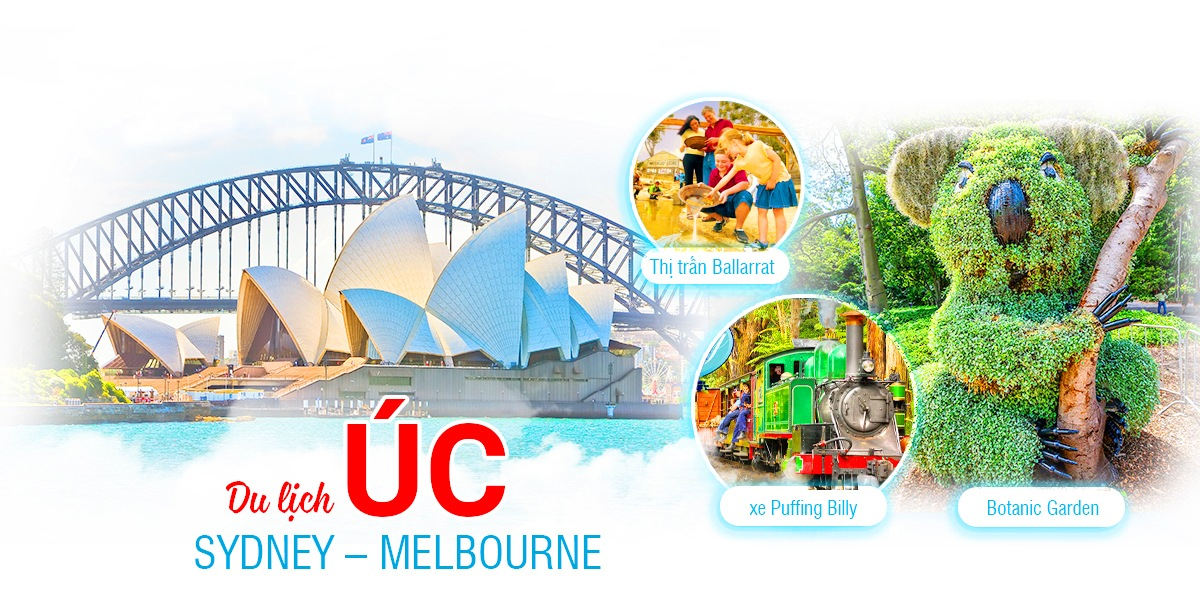 Thị trấn Ballarrat
xe Puffing Billy
Botanic Garden
Du lịch ÚC
SYDNEY – MELBOURNE